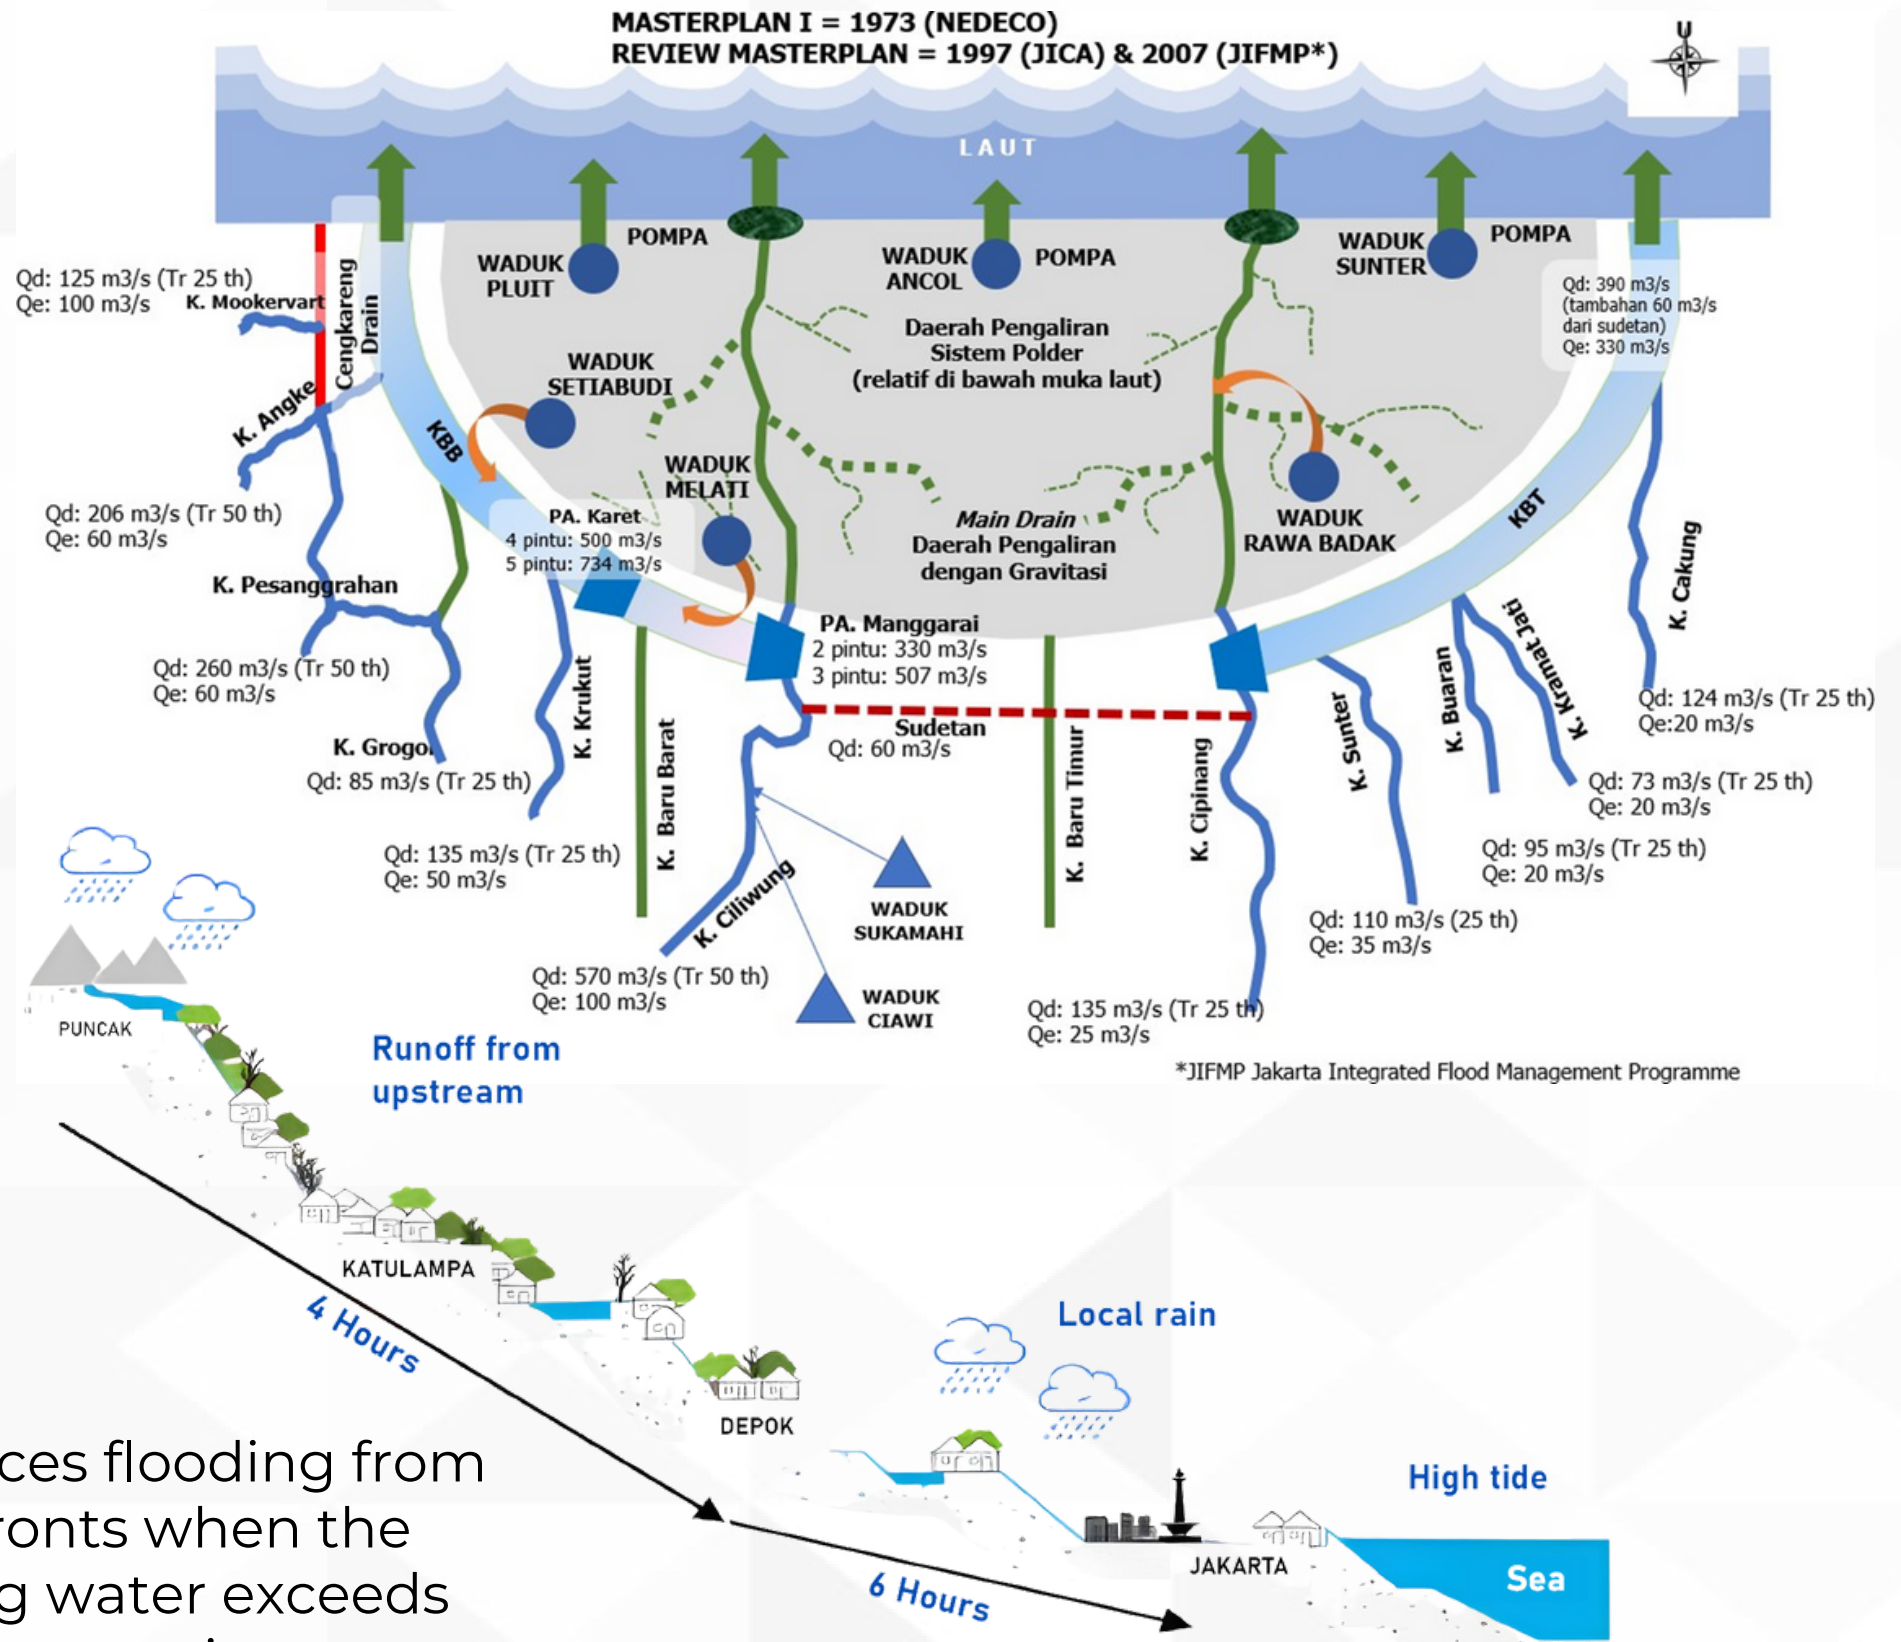 MASTERPLAN I = 1973 (NEDECO)
REVIEW MASTERPLAN = 1997 (JICA) & 2007 (JIFMP*)
U
LAUT
Qd: 125 m3/s (Tr 25 th)
Qe: 100 m3/s
K. Mookervart
Cengkareng
Drain
WADUK
PLUIT
POMPA
WADUK
ANCOL
POMPA
WADUK
SUNTER
POMPA
Qd: 390 m3/s
(tambahan 60 m3/s
dari sudetan)
Qe: 330 m3/s
Daerah Pengaliran
Sistem Polder
(relatif di bawah muka laut)
WADUK
SETIABUDI
K. Angke
KBB
WADUK
MELATI
Qd: 206 m3/s (Tr 50 th)
Qe: 60 m3/s
PA. Karet
4 pintu: 500 m3/s
5 pintu: 734 m3/s
Main Drain
Daerah Pengaliran
dengan Gravitasi
WADUK
RAWA BADAK
KBT
K. Cakung
K. Pesanggrahan
PA. Manggarai
2 pintu: 330 m3/s
3 pintu: 507 m3/s
Qd: 260 m3/s (Tr 50 th)
Qe: 60 m3/s
K. Krukut
K. Baru Barat
Sudetan
Qd: 60 m3/s
K. Baru Timur
K. Cipinang
K. Sunter
K. Buaran
K. Kramat Jati
Qd: 124 m3/s (Tr 25 th)
Qe:20 m3/s
K. Grogol
Qd: 85 m3/s (Tr 25 th)
Qd: 73 m3/s (Tr 25 th)
Qe: 20 m3/s
Qd: 135 m3/s (Tr 25 th)
Qe: 50 m3/s
Qd: 95 m3/s (Tr 25 th)
Qe: 20 m3/s
K. Ciliwung
WADUK
SUKAMAHI
Qd: 110 m3/s (25 th)
Qe: 35 m3/s
Qd: 570 m3/s (Tr 50 th)
Qe: 100 m3/s
WADUK
CIAWI
Qd: 135 m3/s (Tr 25 th)
Qe: 25 m3/s
*JIFMP Jakarta Integrated Flood Management Programme
PUNCAK
Runoff from
upstream
KATULAMPA
4 Hours
DEPOK
Local rain
High tide
JAKARTA
Sea
6 Hours
ces flooding from
ronts when the
g water exceeds